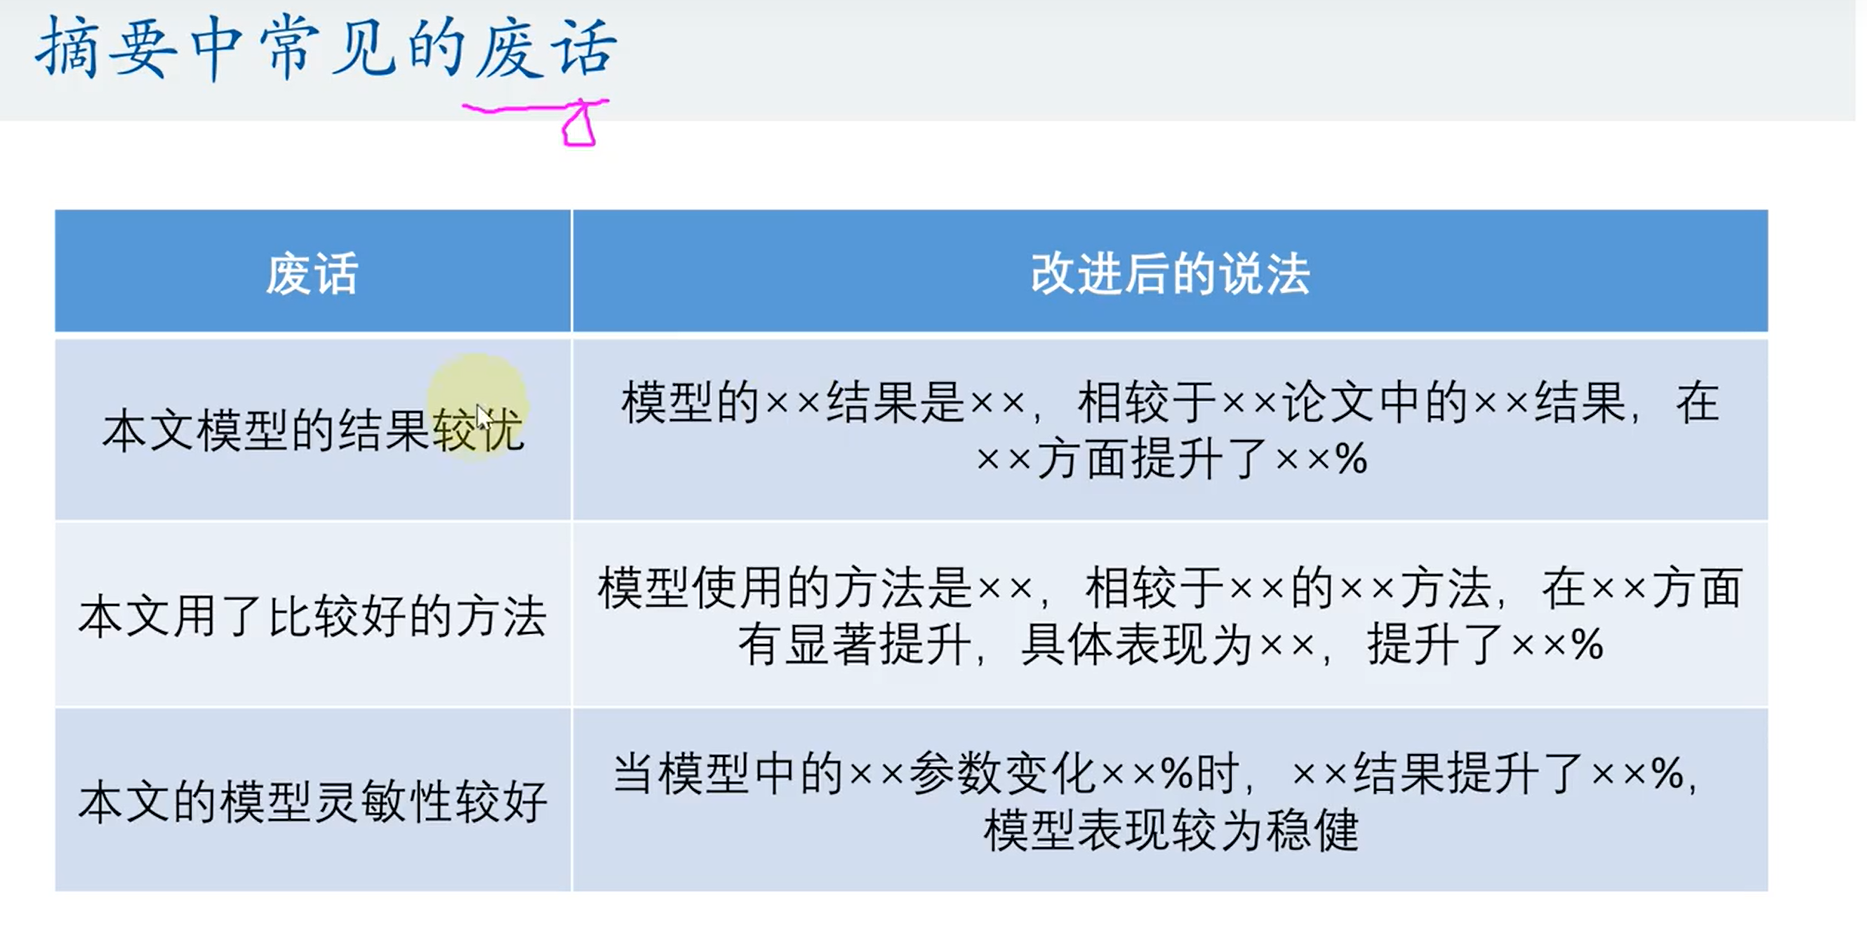 摘要中常见的废话
废话
改进后的说法
本文模型的结果较优
模型的××结果是××，相较于××论文中的××结果，在
××方面提升了××%
本文用了比较好的方法
模型使用的方法是××，相较于××的××方法，在××方面
有显著提升，具体表现为××，提升了××%
本文的模型灵敏性较好
当模型中的××参数变化××%时，××结果提升了××%，
模型表现较为稳健